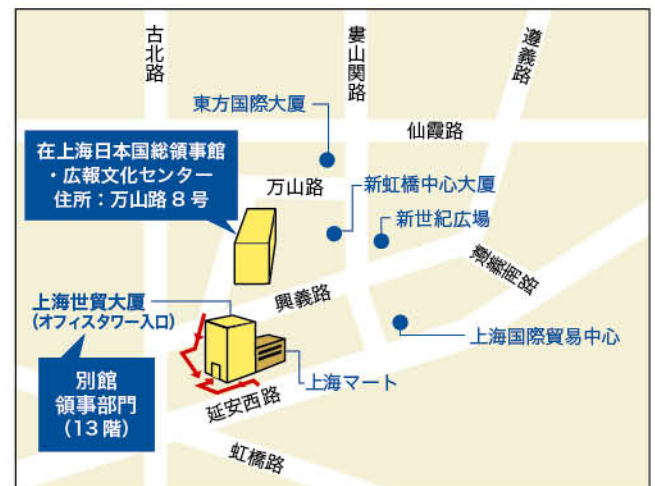 古北路
婁山関路
遵義路
東方国際大厦
仙霞路
在上海日本国総領事館
・広報文化センター
住所：万山路8号
万山路
新虹橋中心大厦
新世紀広場
遵義南路
興義路
上海世貿大厦
(オフィスタワー入口)
上海国際貿易中心
別館
領事部門
(13階)
上海マート
延安西路
虹橋路